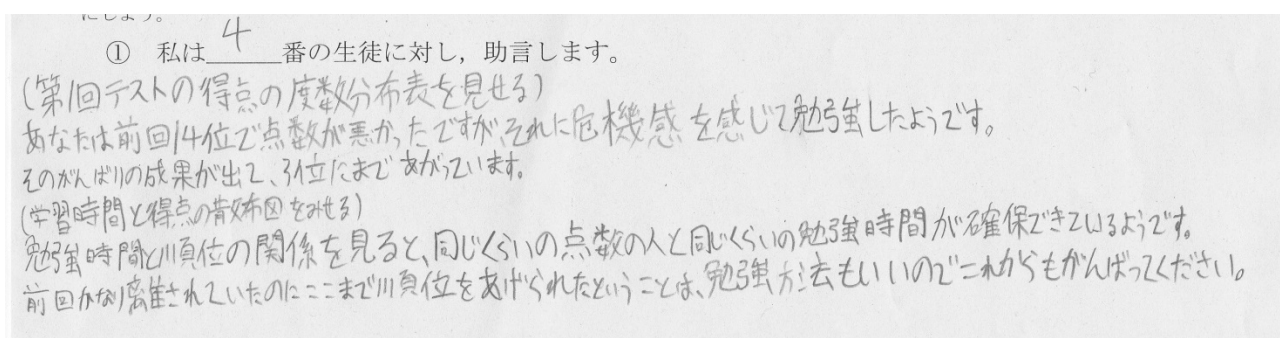 にしよう。
① 私は 4 番の生徒に対し，助言します。
(第1回テストの得点の度数分布表を見せる)
あなたは前回14位で点数が悪かったですが、それに危機感を感じて勉強したようです。
そのがんばりの成果が出て、3位にまであがっています。
(学習時間と得点の散布図をみせる)
勉強時間と順位の関係を見ると、同じくらいの点数の人と同じくらいの勉強時間が確保できているようです。
前回かなり離されていたのにここまで順位をあげられたということは、勉強方法もいいのでこれからもがんばってください。